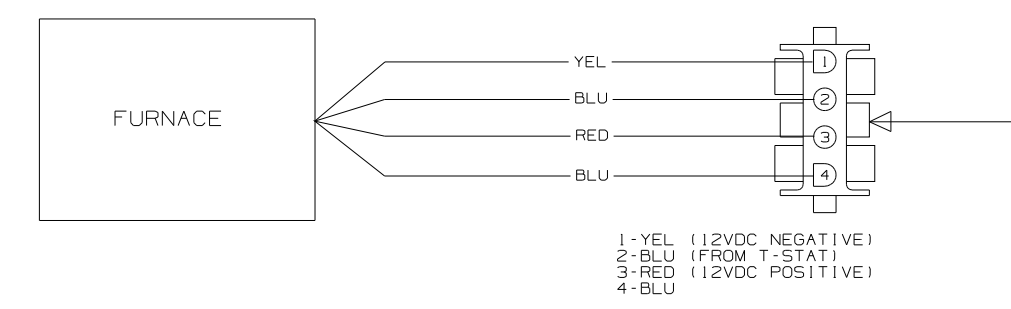 FURNACE
YEL
BLU
RED
BLU
1
2
3
4
1-YEL (12VDC NEGATIVE)
2-BLU (FROM T-STAT)
3-RED (12VDC POSITIVE)
4-BLU